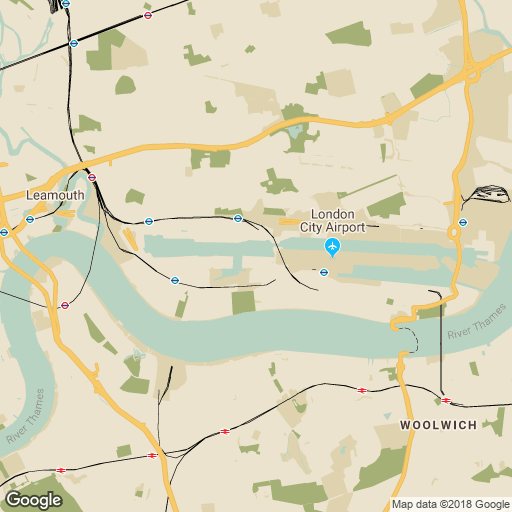 Leamouth
London
City Airport
River Thames
River Thames
WOOLWICH
Google
Map data ©2018 Google